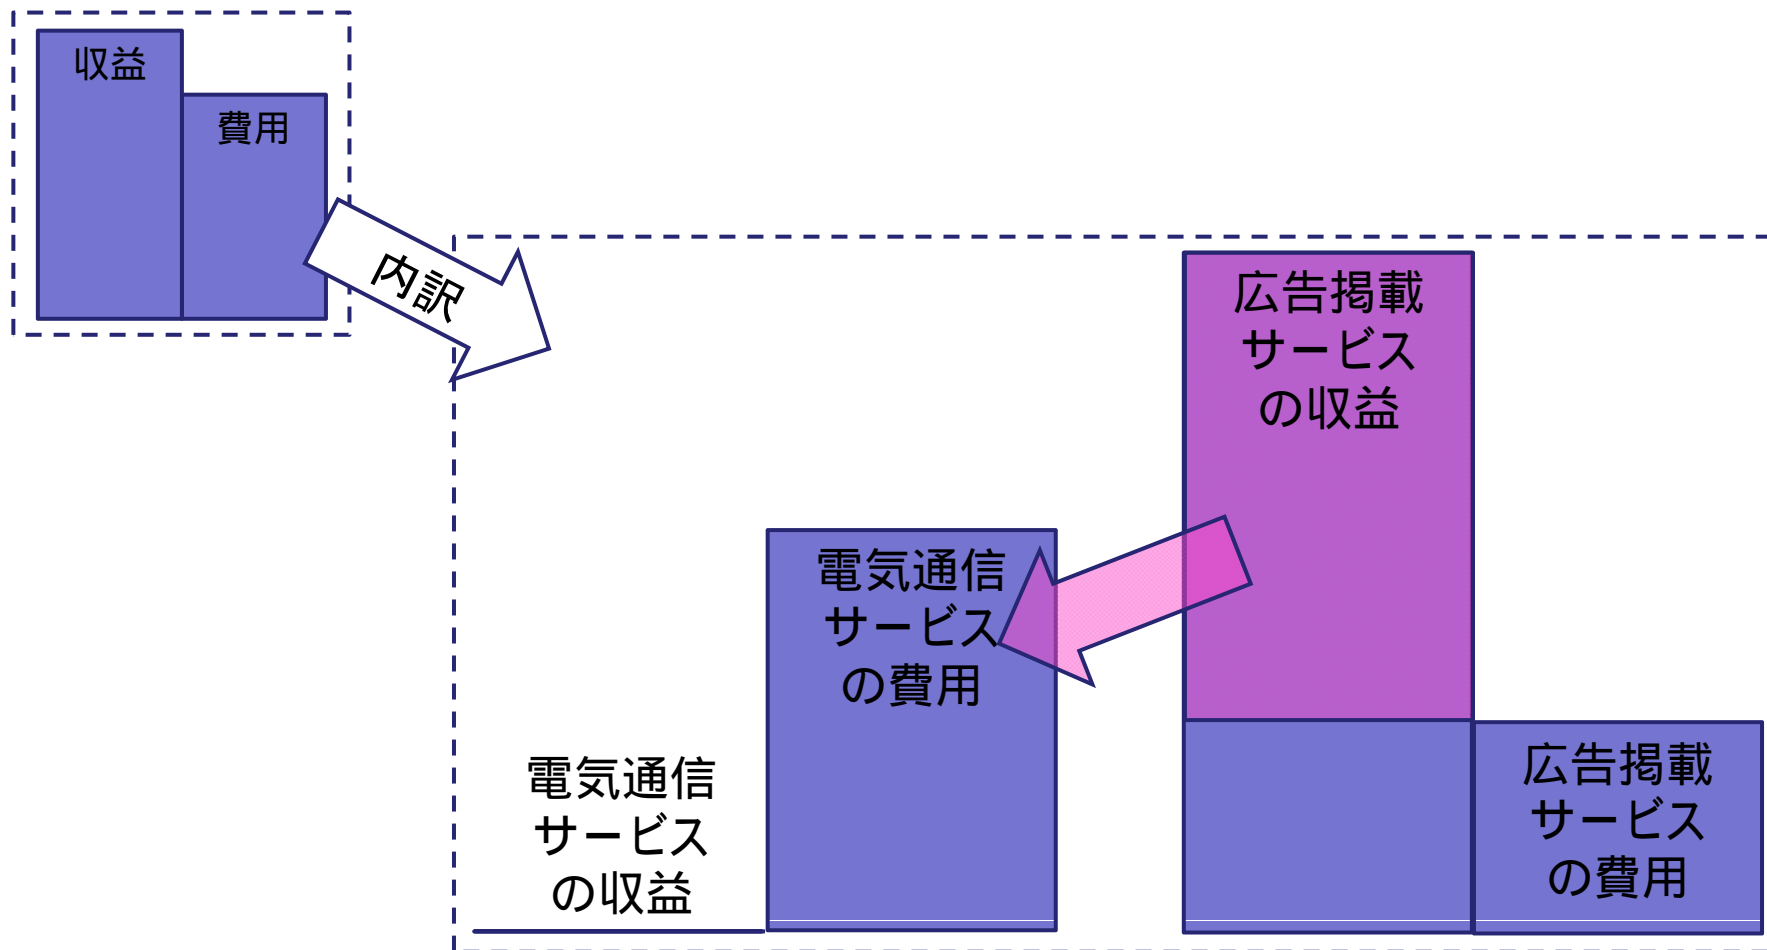 収益
費用
内訳
広告掲載
サービス
の収益
電気通信
サービス
の費用
電気通信
サービス
の収益
広告掲載
サービス
の費用